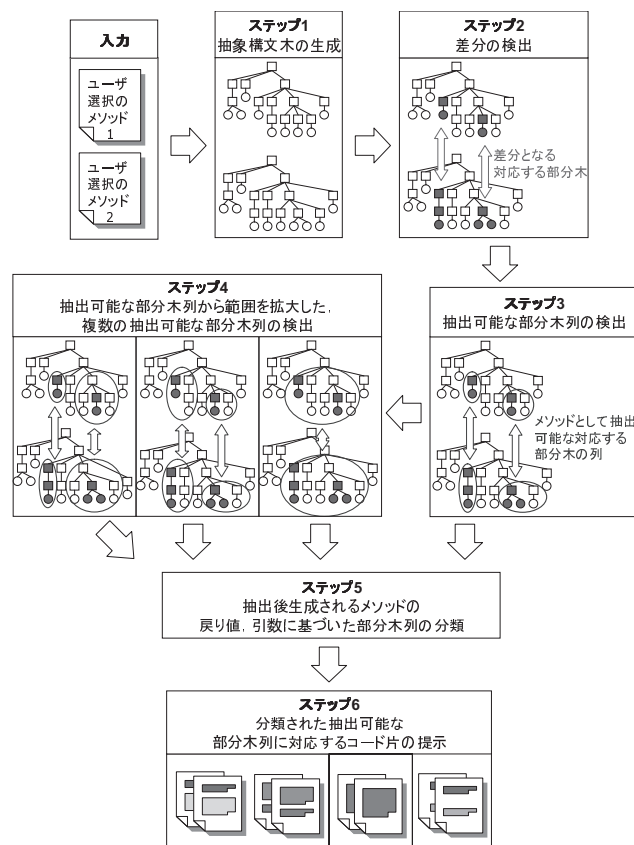 入力
ユーザ
選択の
メソッド
1
ユーザ
選択の
メソッド
2
ステップ1
抽象構文木の生成
ステップ2
差分の検出
差分となる
対応する部分木
ステップ3
抽出可能な部分木列の検出
メソッドとして抽出
可能な対応する
部分木の列
ステップ4
抽出可能な部分木列から範囲を拡大した,
複数の抽出可能な部分木列の検出
ステップ5
抽出後生成されるメソッドの
戻り値, 引数に基づいた部分木列の分類
ステップ6
分類された抽出可能な
部分木列に対応するコード片の提示